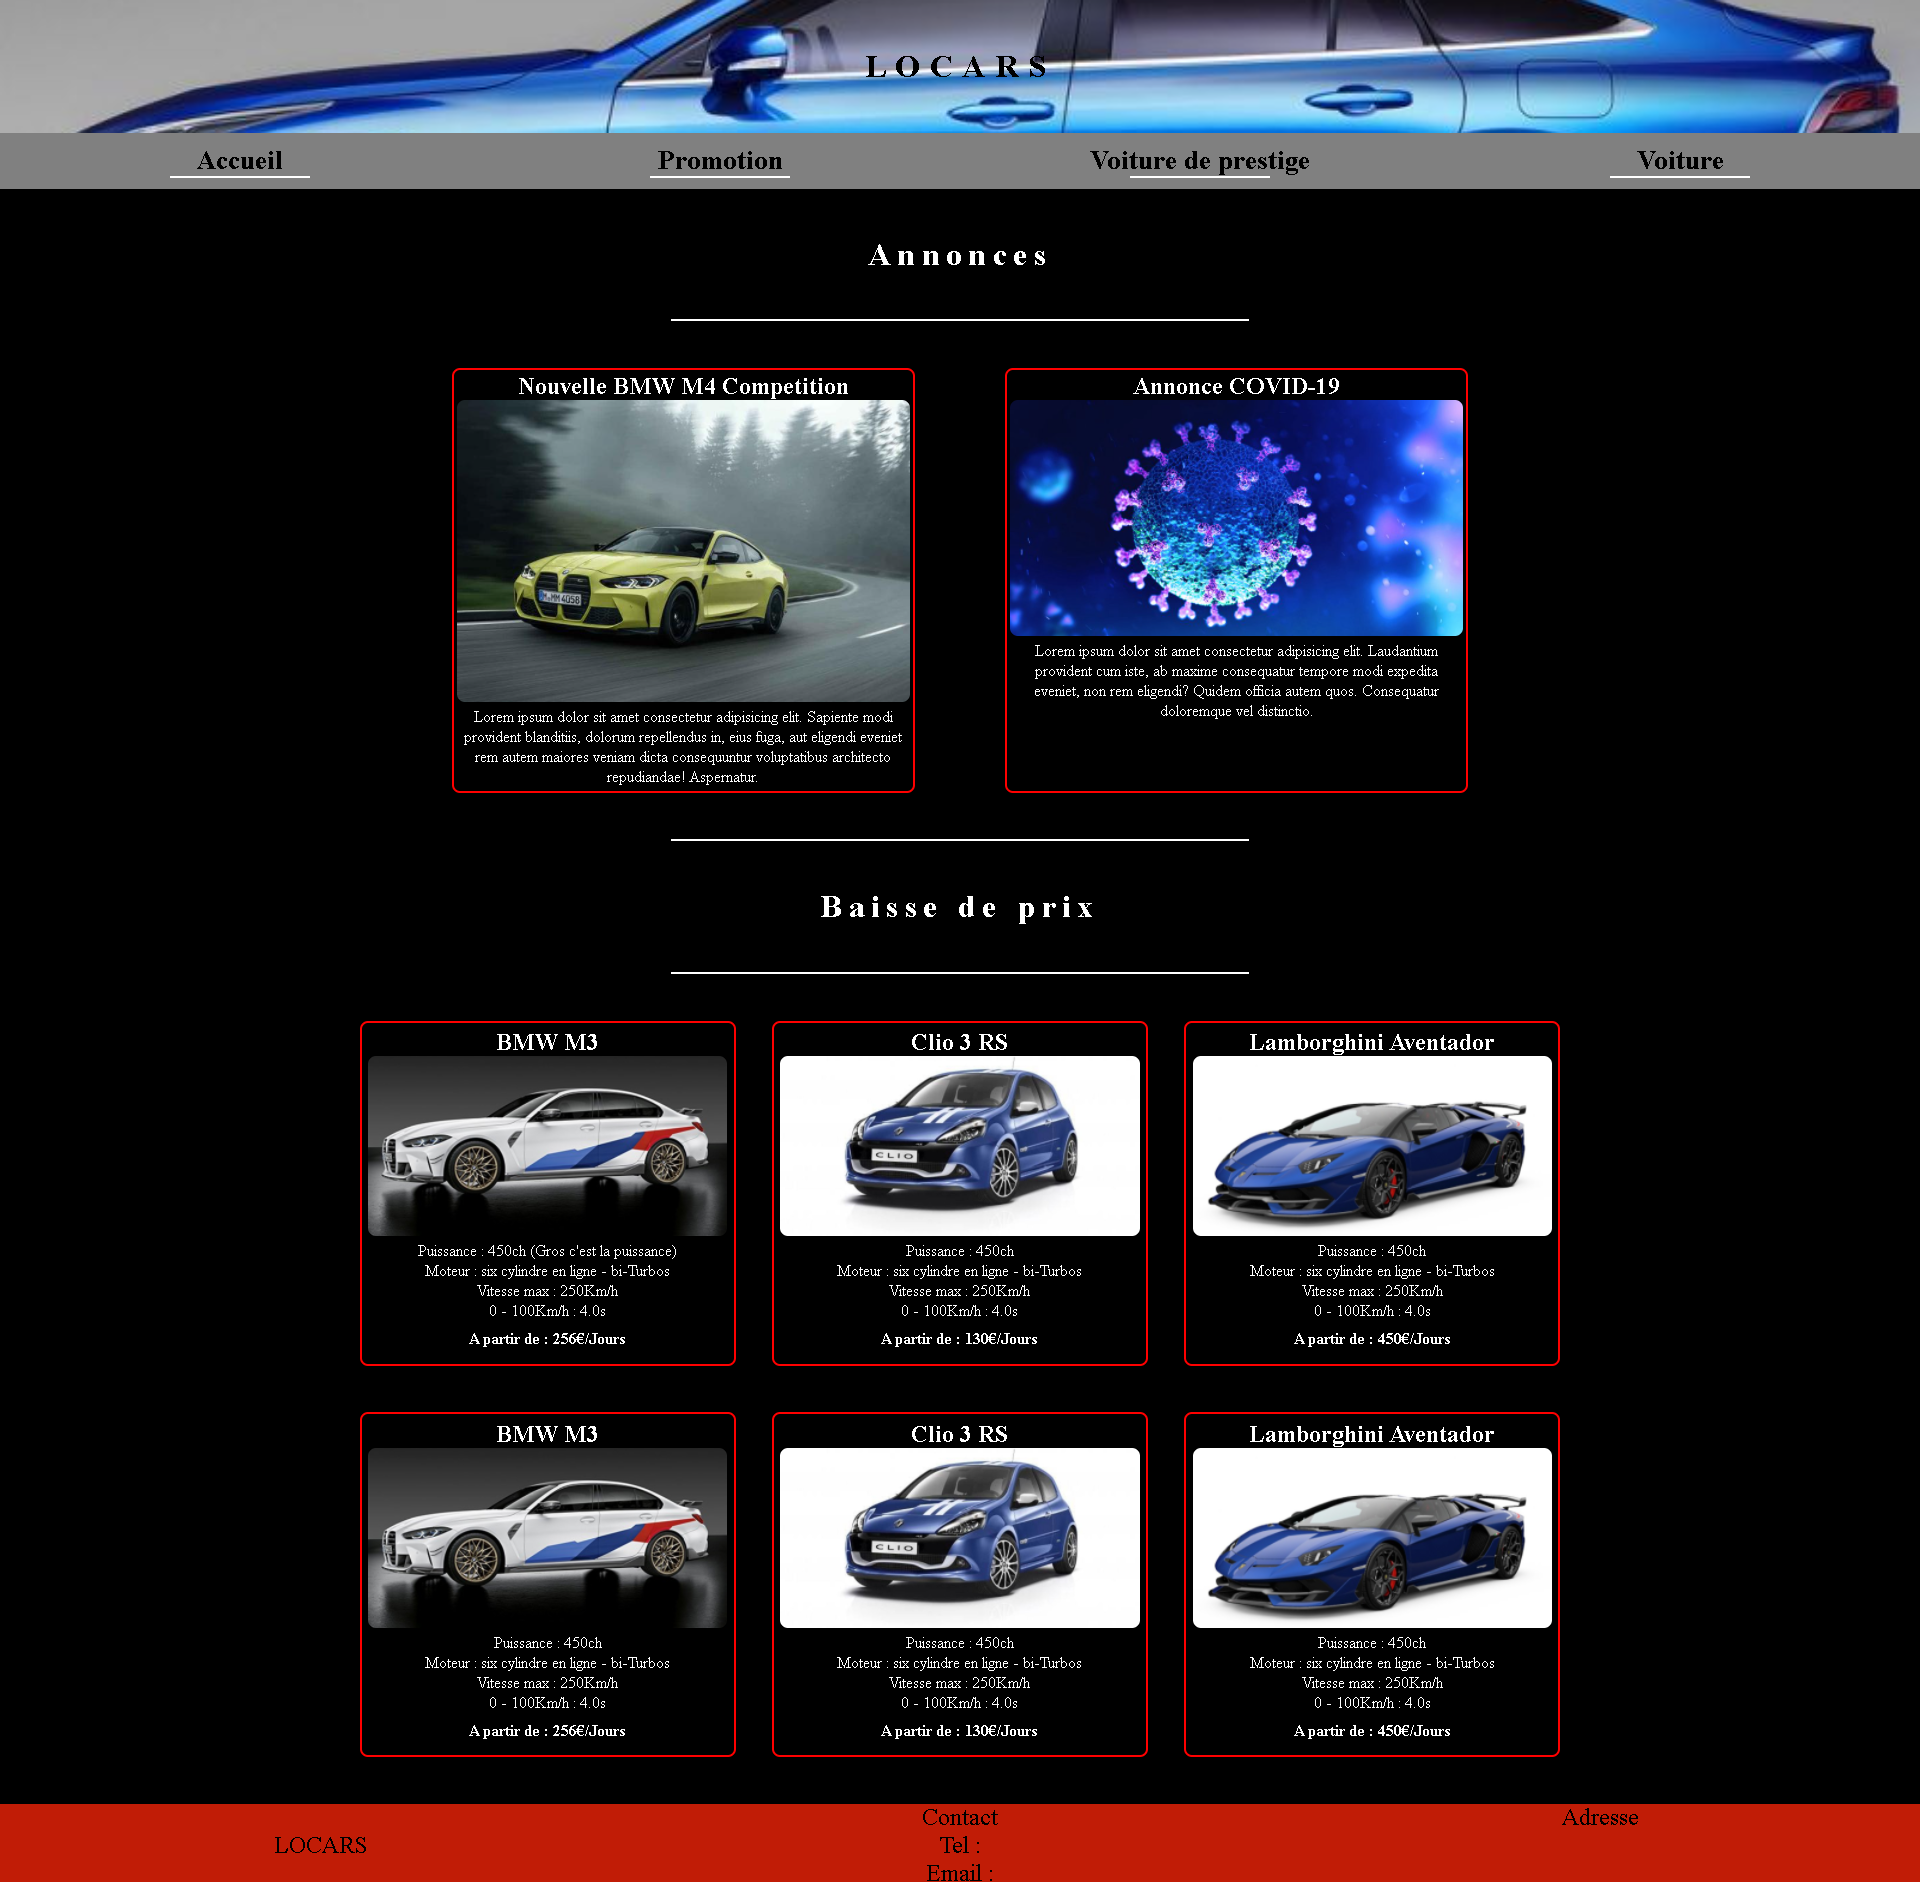 LOCARS
Accueil
Promotion
Voiture de prestige
Voiture
Annonces
Nouvelle BMW M4 Competition
M•MM 4058
Lorem ipsum dolor sit amet consectetur adipisicing elit. Sapiente modi
provident blanditiis, dolorum repellendus in, eius fuga, aut eligendi eveniet
rem autem maiores veniam dicta consequuntur voluptatibus architecto
repudiandae! Aspernatur.
Annonce COVID-19
Lorem ipsum dolor sit amet consectetur adipisicing elit. Laudantium
provident cum iste, ab maxime consequatur tempore modi expedita
eveniet, non rem eligendi? Quidem officia autem quos. Consequatur
doloremque vel distinctio.
Baisse de prix
BMW M3
Puissance : 450ch (Gros c'est la puissance)
Moteur : six cylindre en ligne - bi-Turbos
Vitesse max : 250Km/h
0 - 100Km/h : 4.0s
A partir de : 256€/Jours
Clio 3 RS
CLIO
Puissance : 450ch
Moteur : six cylindre en ligne - bi-Turbos
Vitesse max : 250Km/h
0 - 100Km/h : 4.0s
A partir de : 130€/Jours
Lamborghini Aventador
Puissance : 450ch
Moteur : six cylindre en ligne - bi-Turbos
Vitesse max : 250Km/h
0 - 100Km/h : 4.0s
A partir de : 450€/Jours
BMW M3
Puissance : 450ch
Moteur : six cylindre en ligne - bi-Turbos
Vitesse max : 250Km/h
0 - 100Km/h : 4.0s
A partir de : 256€/Jours
Clio 3 RS
CLIO
Puissance : 450ch
Moteur : six cylindre en ligne - bi-Turbos
Vitesse max : 250Km/h
0 - 100Km/h : 4.0s
A partir de : 130€/Jours
Lamborghini Aventador
Puissance : 450ch
Moteur : six cylindre en ligne - bi-Turbos
Vitesse max : 250Km/h
0 - 100Km/h : 4.0s
A partir de : 450€/Jours
LOCARS
Contact
Tel :
Email :
Adresse